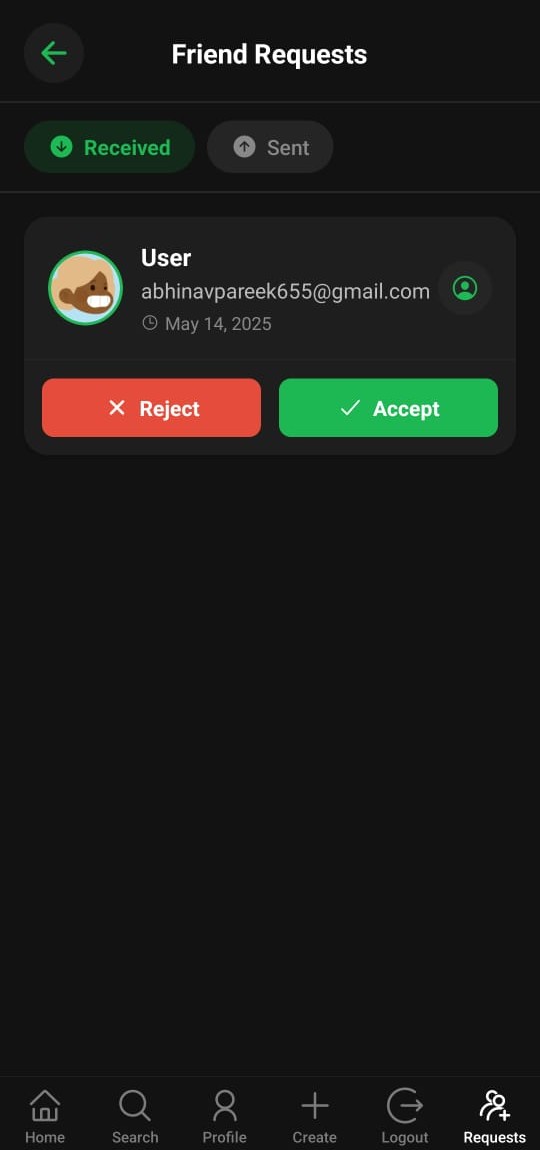 Friend Requests
Received
Sent
User
abhinavpareek655@gmail.com
May 14, 2025
Reject
Accept
Home
Search
Profile
Create
Logout
Requests